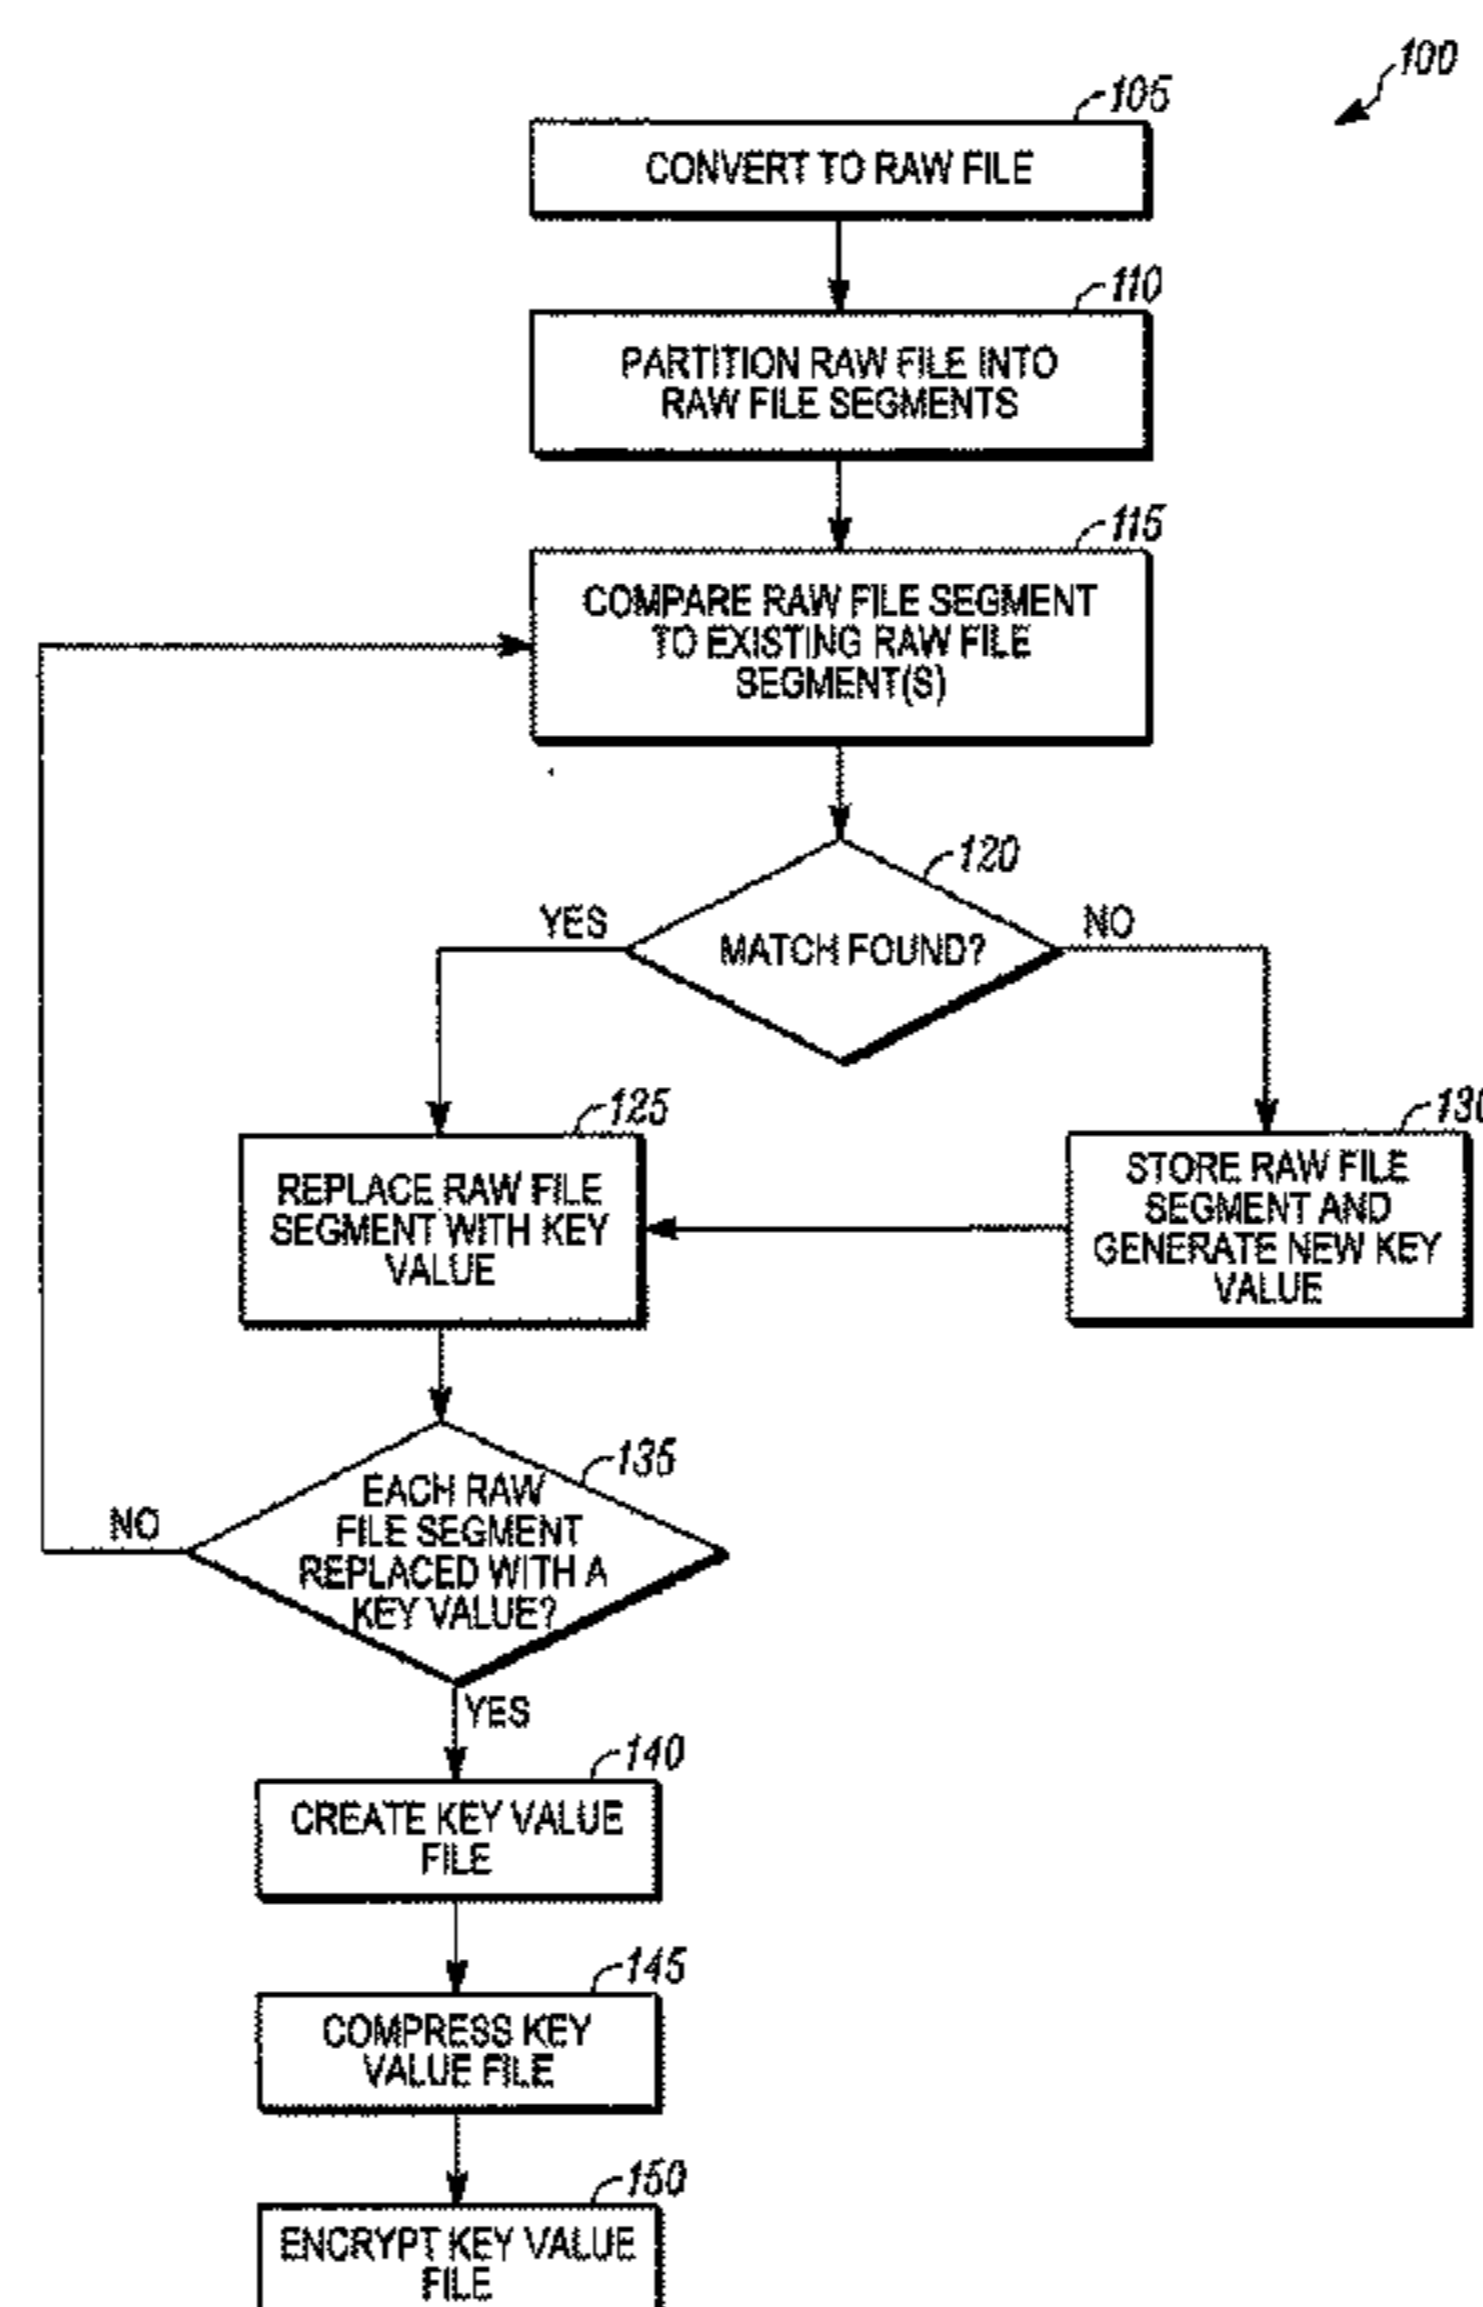 100
105
CONVERT TO RAW FILE
110
PARTITION RAW FILE INTO
RAW FILE SEGMENTS
115
COMPARE RAW FILE SEGMENT
TO EXISTING RAW FILE
SEGMENT(S)
120
YES
NO
MATCH FOUND?
125
130
REPLACE RAW FILE
SEGMENT WITH KEY
VALUE
STORE RAW FILE
SEGMENT AND
GENERATE NEW KEY
VALUE
135
NO
EACH RAW
FILE SEGMENT
REPLACED WITH A
KEY VALUE?
YES
140
CREATE KEY VALUE
FILE
145
COMPRESS KEY
VALUE FILE
150
ENCRYPT KEY VALUE
FILE